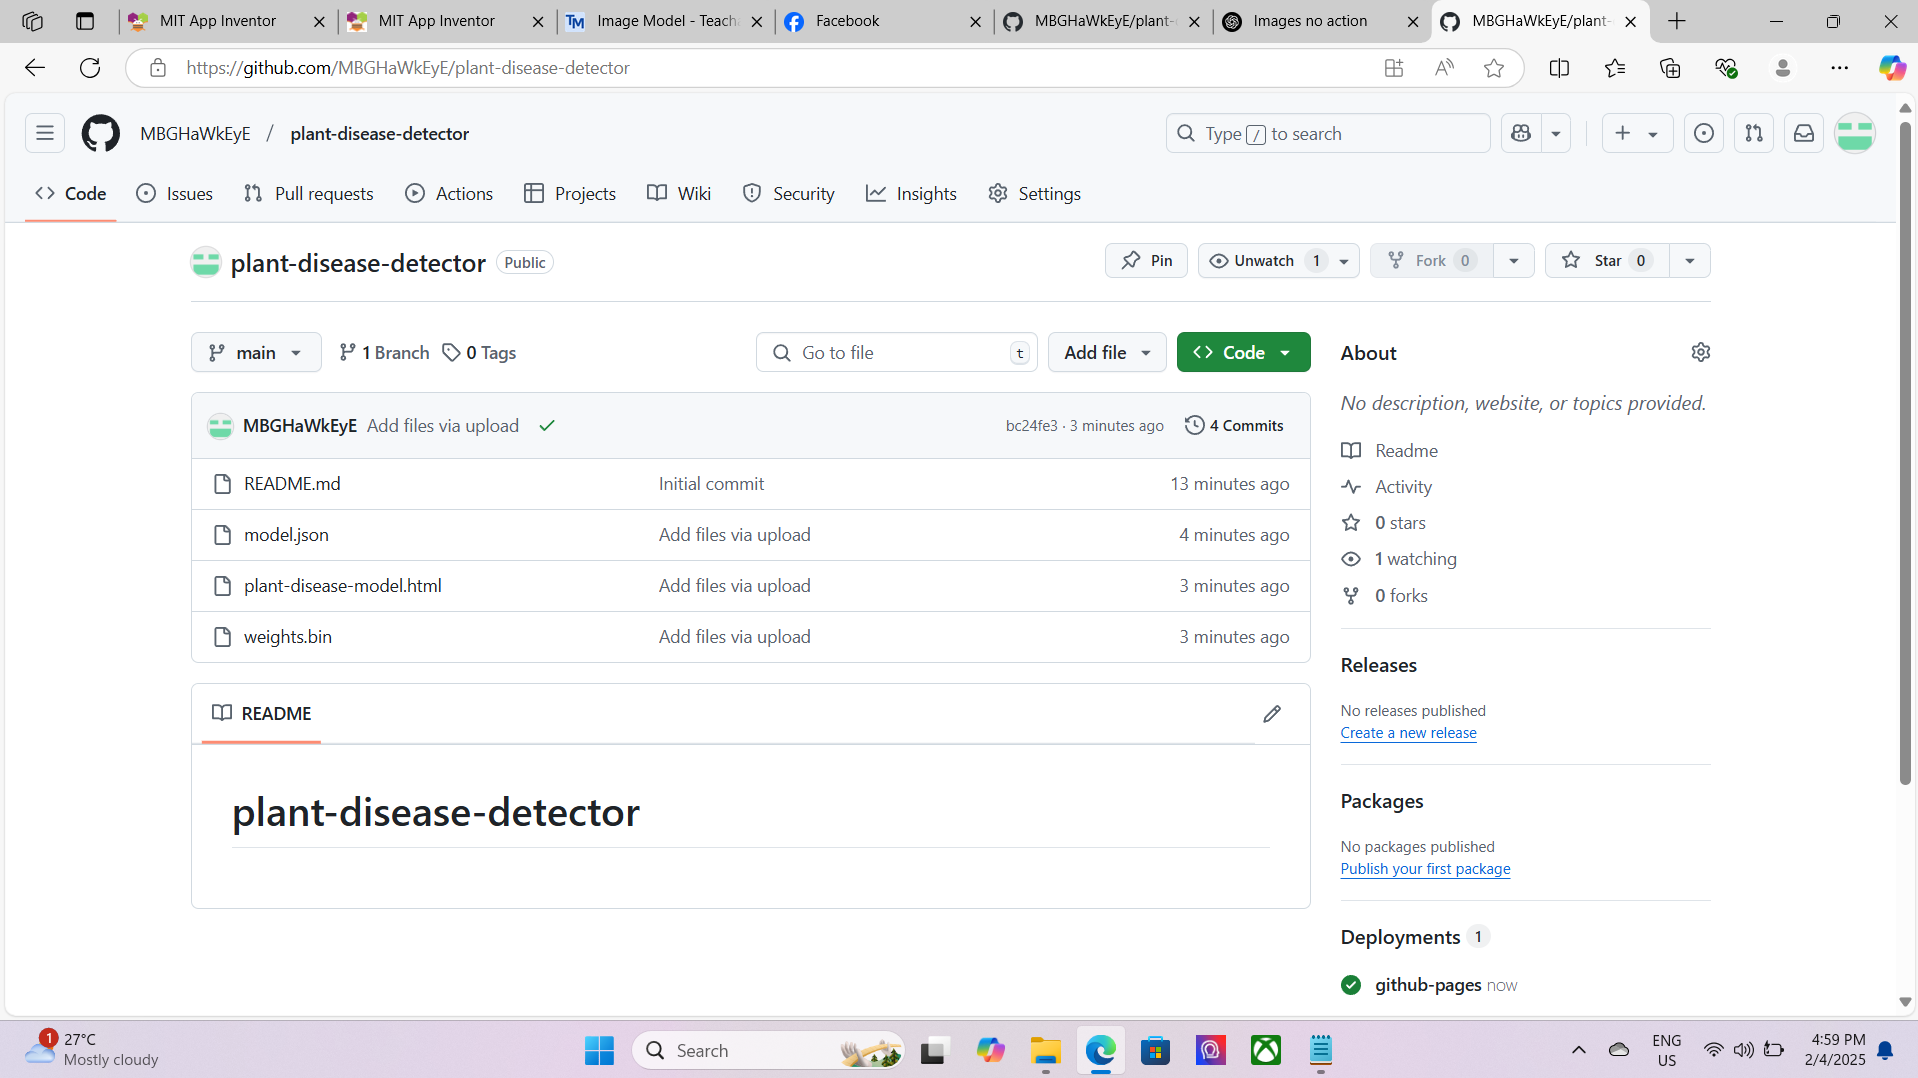 MIT App Inventor
MIT App Inventor
TM Image Model - Teach
Facebook
MBGHaWkEyE/plant-
Images no action
MBGHaWkEyE/plant-
https://github.com/MBGHaWkEyE/plant-disease-detector
MBGHaWkEyE / plant-disease-detector
Type / to search
Code Issues Pull requests Actions Projects Wiki Security Insights Settings
plant-disease-detector Public
Pin Unwatch 1 Fork 0 Star 0
main 1 Branch 0 Tags Go to file t Add file Code
MBGHaWkEyE Add files via upload bc24fe3 · 3 minutes ago 4 Commits
README.md Initial commit 13 minutes ago
model.json Add files via upload 4 minutes ago
plant-disease-model.html Add files via upload 3 minutes ago
weights.bin Add files via upload 3 minutes ago
README
plant-disease-detector
About
No description, website, or topics provided.
Readme
Activity
0 stars
1 watching
0 forks
Releases
No releases published
Create a new release
Packages
No packages published
Publish your first package
Deployments 1
github-pages now
1
27°C
Mostly cloudy
Search
ENG
US
4:59 PM
2/4/2025